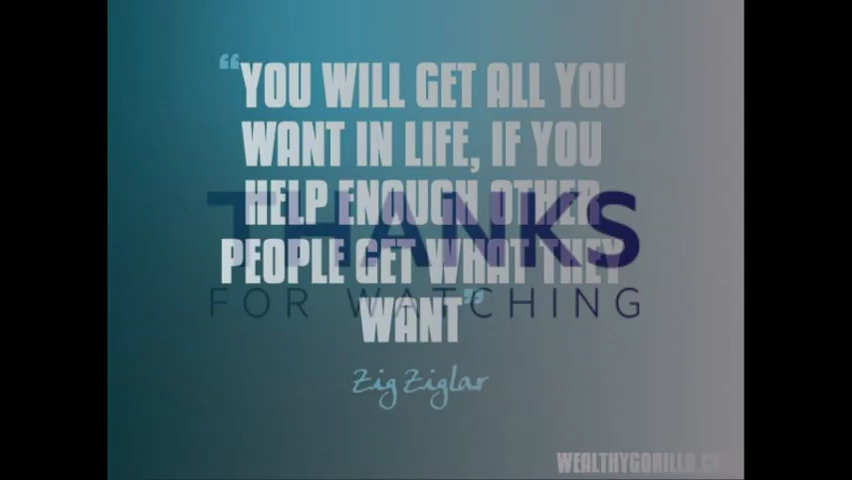 “YOU WILL GET ALL YOU
WANT IN LIFE, IF YOU
HELP ENOUGH OTHER
PEOPLE GET WHAT THEY
WANT”
THANKS
FOR WATCHING
Zig Ziglar
WEALTHYGORILLA.COM